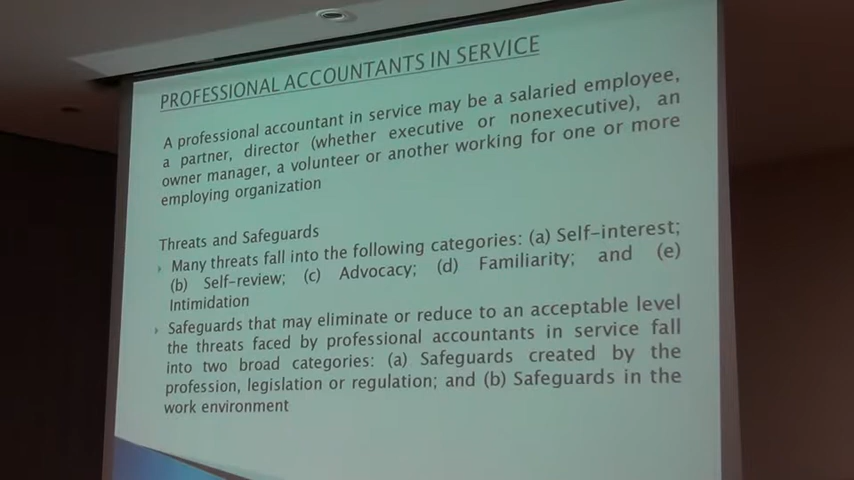 PROFESSIONAL ACCOUNTANTS IN SERVICE
A professional accountant in service may be a salaried employee,
a partner, director (whether executive or nonexecutive), an
owner manager, a volunteer or another working for one or more
employing organization
Threats and Safeguards
Many threats fall into the following categories: (a) Self-interest;
(b) Self-review; (c) Advocacy; (d) Familiarity; and (e)
Intimidation
Safeguards that may eliminate or reduce to an acceptable level
the threats faced by professional accountants in service fall
into two broad categories: (a) Safeguards created by the
profession, legislation or regulation; and (b) Safeguards in the
work environment